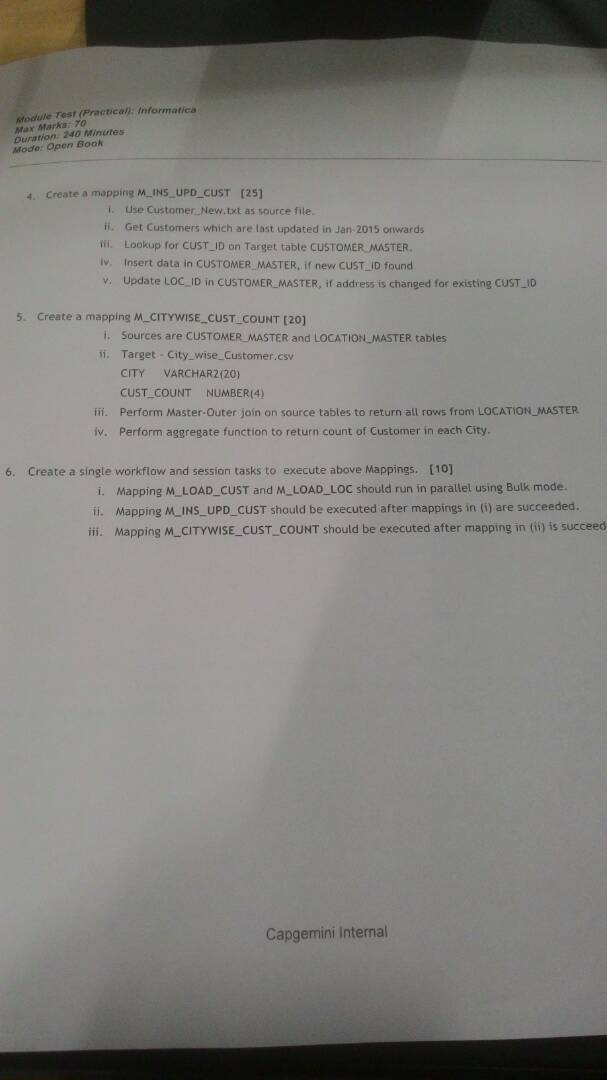 Module Test (Practical): Informatica
Max Marks: 70
Duration: 240 Minutes
Mode: Open Book
4. Create a mapping M_INS_UPD_CUST [25]
i. Use Customer_New.txt as source file.
ii. Get Customers which are last updated in Jan-2015 onwards
iii. Lookup for CUST_ID on Target table CUSTOMER_MASTER.
iv. Insert data in CUSTOMER_MASTER, if new CUST_ID found
v. Update LOC_ID in CUSTOMER_MASTER, if address is changed for existing CUST_ID
5. Create a mapping M_CITYWISE_CUST_COUNT [20]
i. Sources are CUSTOMER_MASTER and LOCATION_MASTER tables
ii. Target - City_wise_Customer.csv
CITY VARCHAR2(20)
CUST_COUNT NUMBER(4)
iii. Perform Master-Outer join on source tables to return all rows from LOCATION_MASTER
iv. Perform aggregate function to return count of Customer in each City.
6. Create a single workflow and session tasks to execute above Mappings. [10]
i. Mapping M_LOAD_CUST and M_LOAD_LOC should run in parallel using Bulk mode.
ii. Mapping M_INS_UPD_CUST should be executed after mappings in (i) are succeeded.
iii. Mapping M_CITYWISE_CUST_COUNT should be executed after mapping in (ii) is succeed
Capgemini Internal